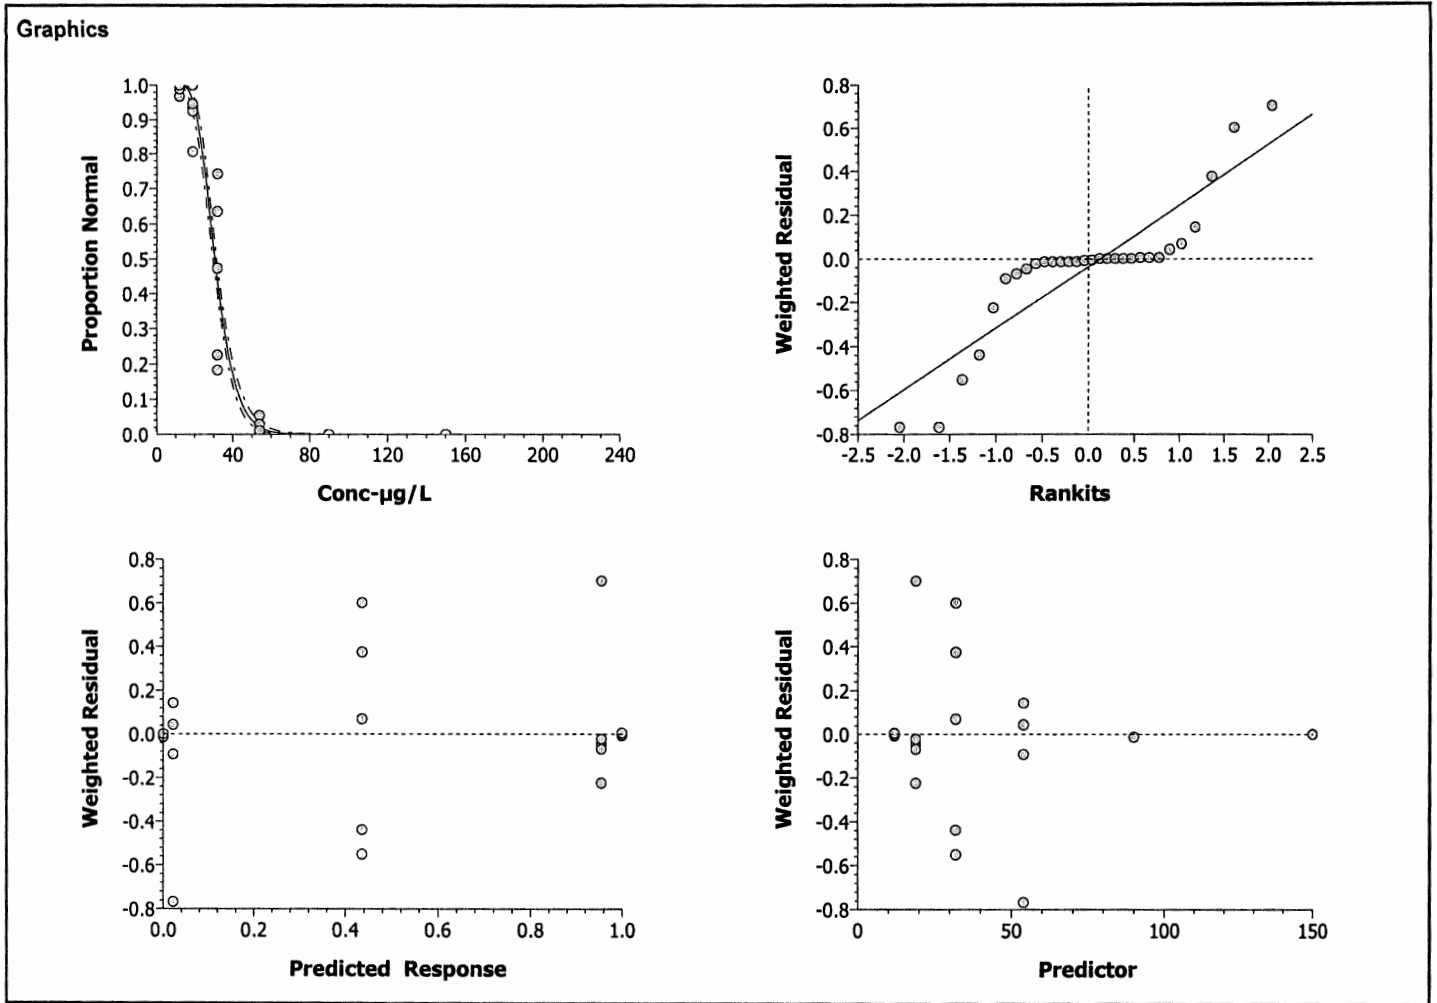 Graphics
1.0
0.9
0.8
0.7
0.6
0.5
0.4
0.3
0.2
0.1
0.0
0 40 80 120 160 200 240
Proportion Normal
Conc-µg/L
0.8
0.6
0.4
0.2
0.0
-0.2
-0.4
-0.6
-0.8
-2.5 -2.0 -1.5 -1.0 -0.5 0.0 0.5 1.0 1.5 2.0 2.5
Weighted Residual
Rankits
0.8
0.6
0.4
0.2
0.0
-0.2
-0.4
-0.6
-0.8
0.0 0.2 0.4 0.6 0.8 1.0
Weighted Residual
Predicted Response
0.8
0.6
0.4
0.2
0.0
-0.2
-0.4
-0.6
-0.8
0 50 100 150
Weighted Residual
Predictor